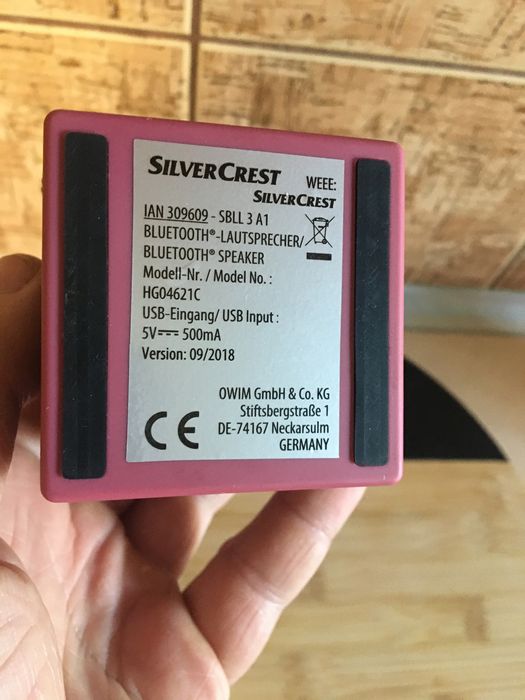 SILVERCREST
WEEE:
SILVERCREST
IAN 309609 - SBLL 3 A1
BLUETOOTH®-LAUTSPRECHER/
BLUETOOTH® SPEAKER
Modell-Nr. / Model No. :
HG04621C
USB-Eingang/ USB Input :
5V⎓ 500mA
Version: 09/2018
OWIM GmbH & Co. KG
Stiftsbergstraße 1
DE-74167 Neckarsulm
GERMANY
CE